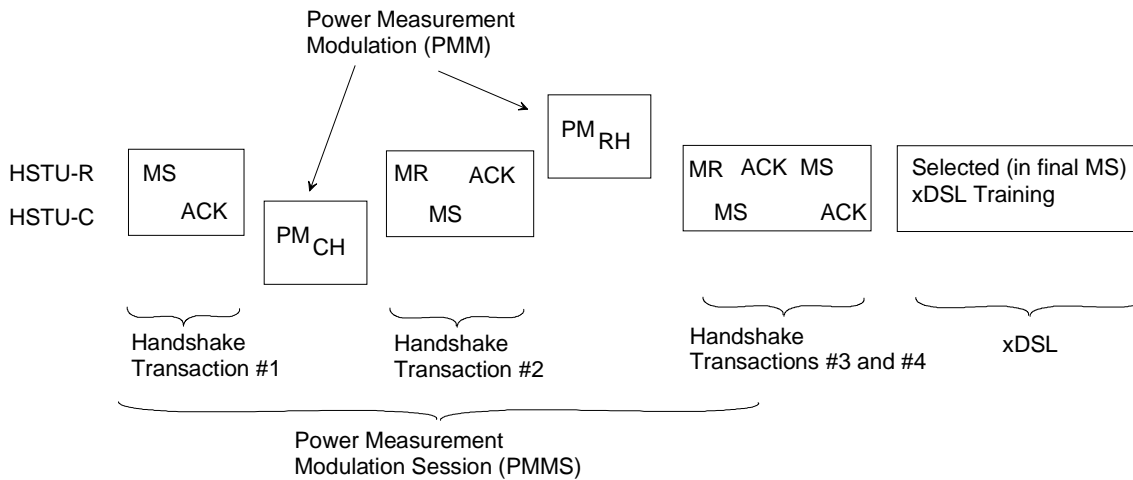 Power Measurement
Modulation (PMM)
PM RH
HSTU-R
MS
MR ACK
MR ACK MS
Selected (in final MS)
xDSL Training
HSTU-C
ACK
PM CH
MS
MS ACK
Handshake
Transaction #1
Handshake
Transaction #2
Handshake
Transactions #3 and #4
xDSL
Power Measurement
Modulation Session (PMMS)